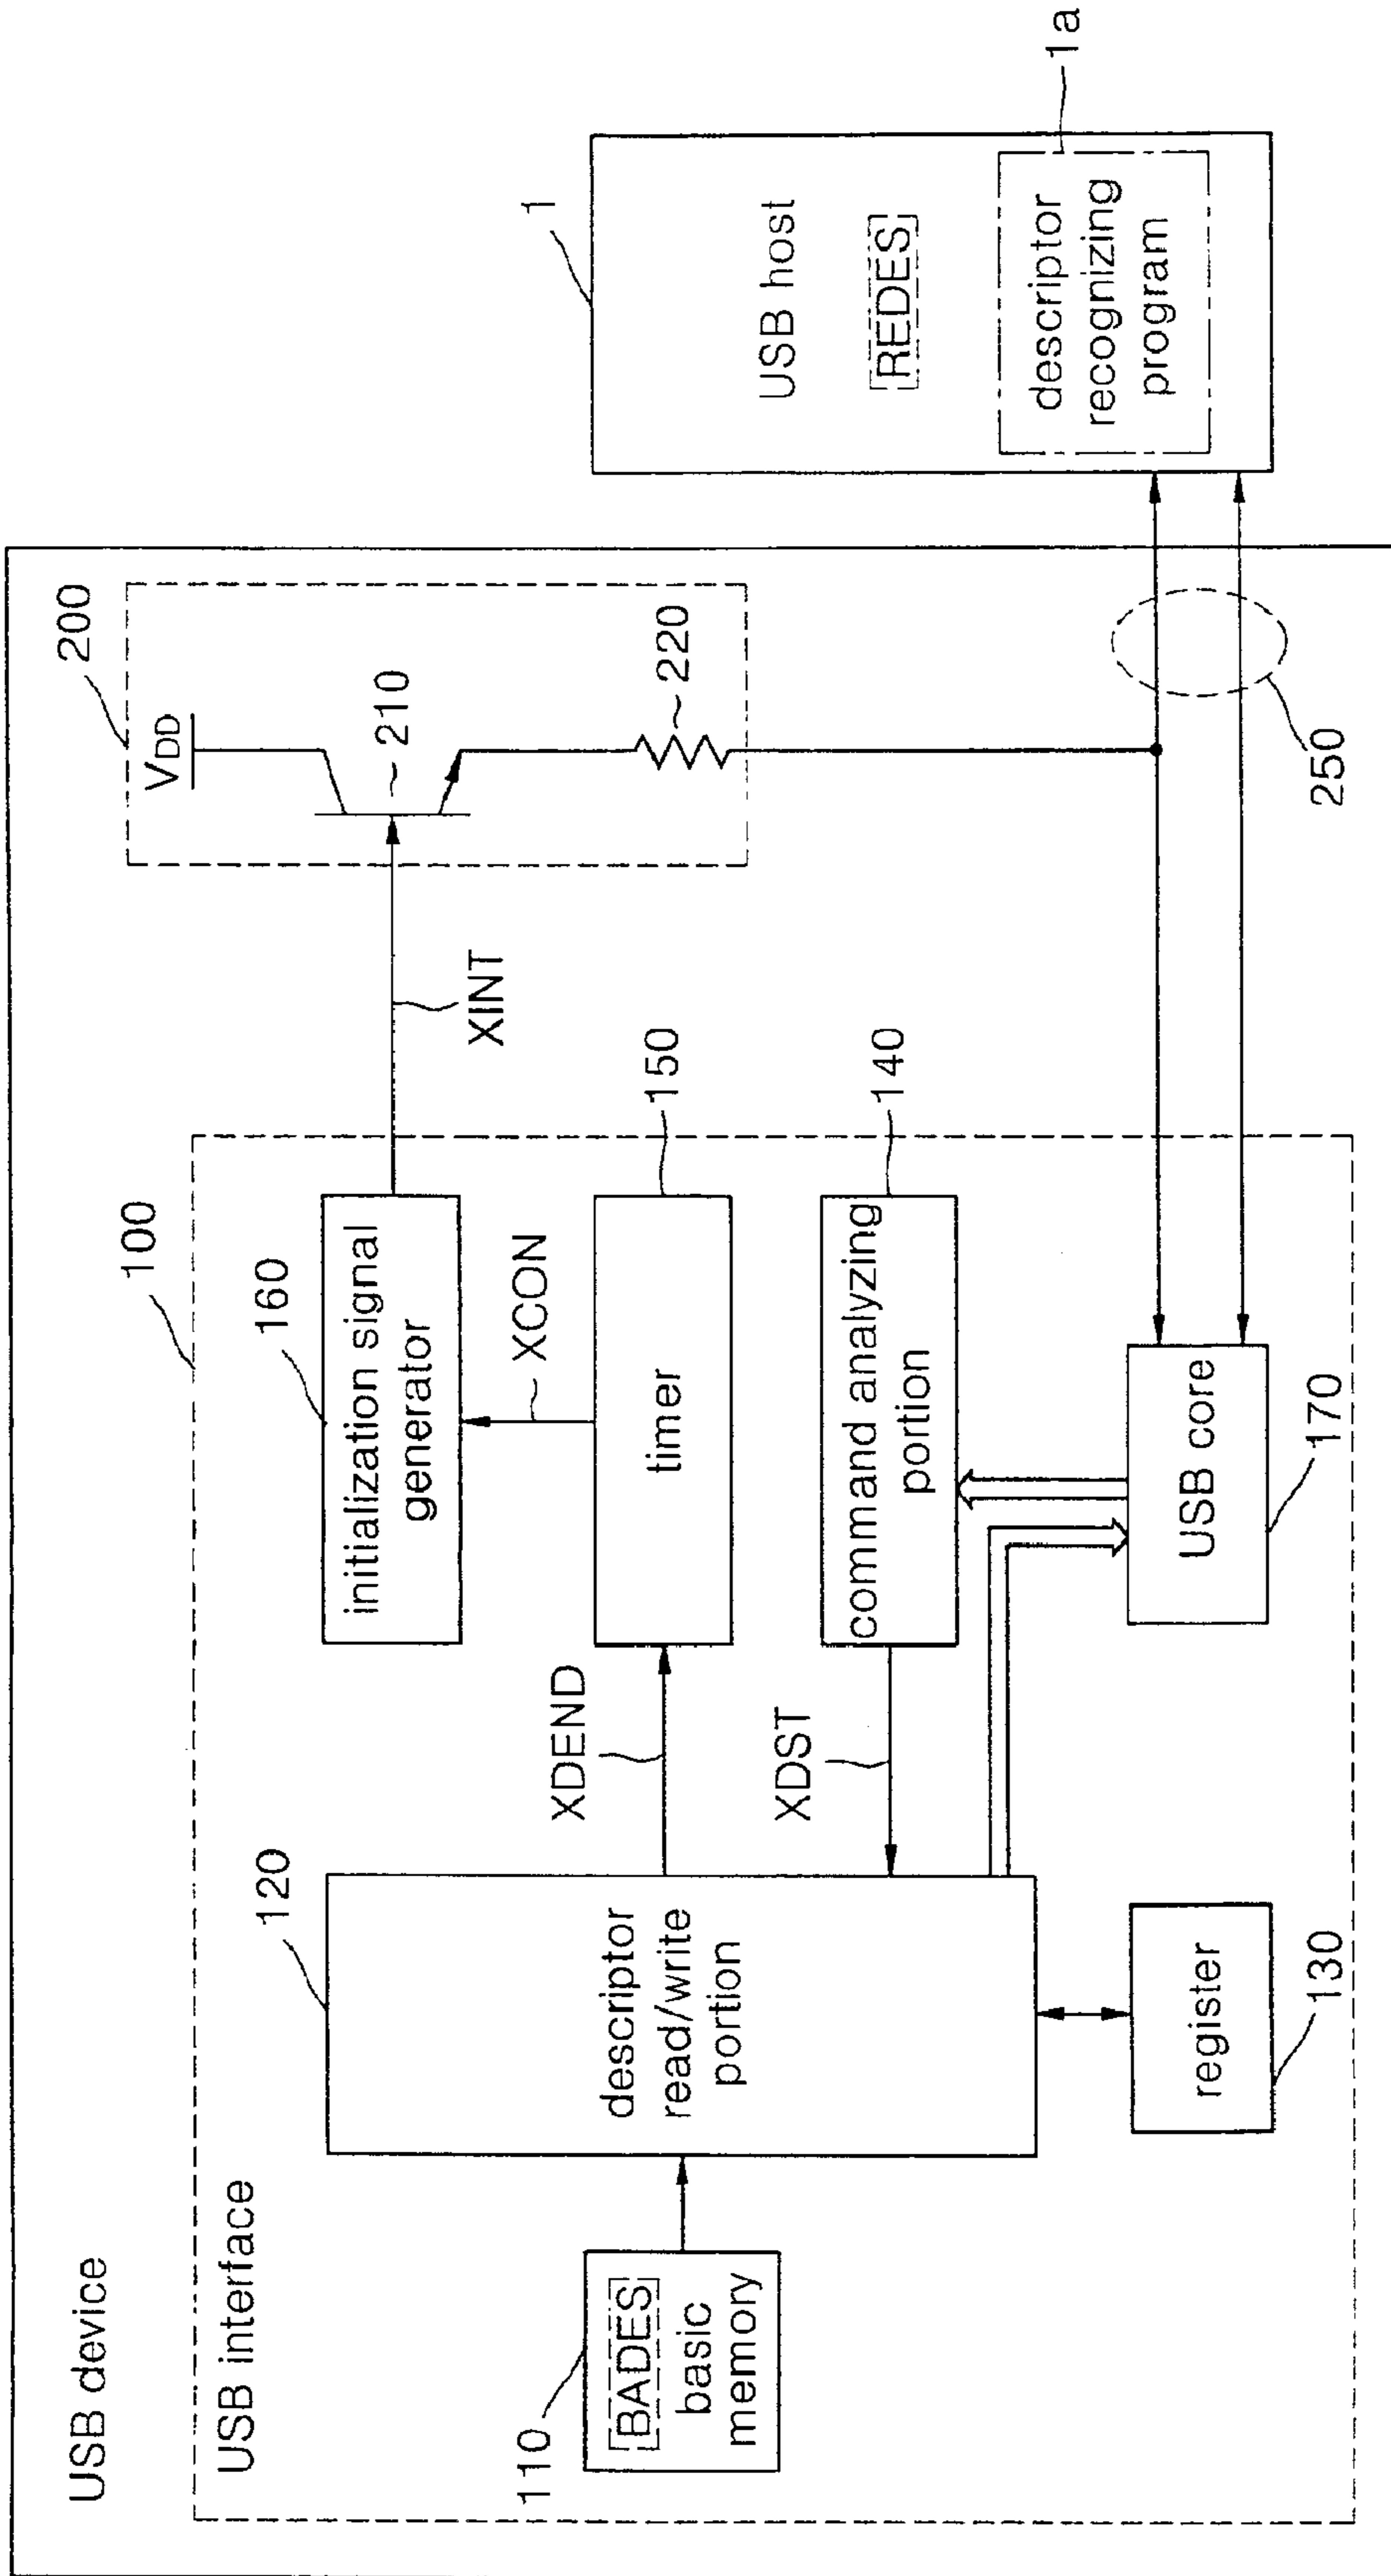 USB device
USB interface
100
200
VDD
210
220
110
BADES
basic
memory
120
descriptor
read/write
portion
130
register
XDEND
XDST
160
initialization signal
generator
XCON
150
timer
140
command analyzing
portion
170
USB core
XINT
250
1
USB host
REDES
descriptor
recognizing
program
1a